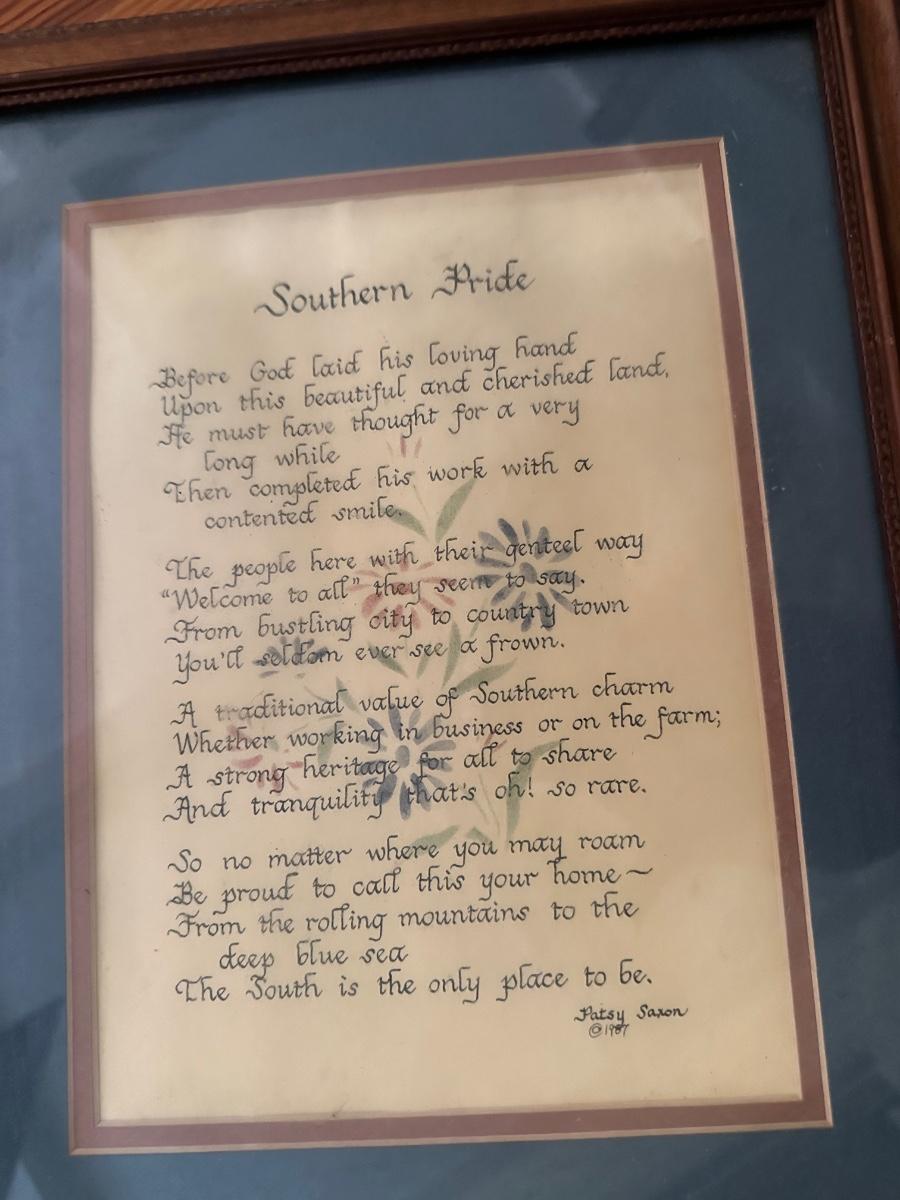 Southern Pride
Before God laid his loving hand
Upon this beautiful and cherished land,
He must have thought for a very
long while
Then completed his work with a
contented smile.
The people here with their genteel way
“Welcome to all” they seem to say.
From bustling city to country town
You'll seldom ever see a frown.
A traditional value of Southern charm
Whether working in business or on the farm;
A strong heritage for all to share
And tranquility that's oh! so rare.
So no matter where you may roam
Be proud to call this your home ~
From the rolling mountains to the
deep blue sea
The South is the only place to be.
Patsy Saxon
©1987